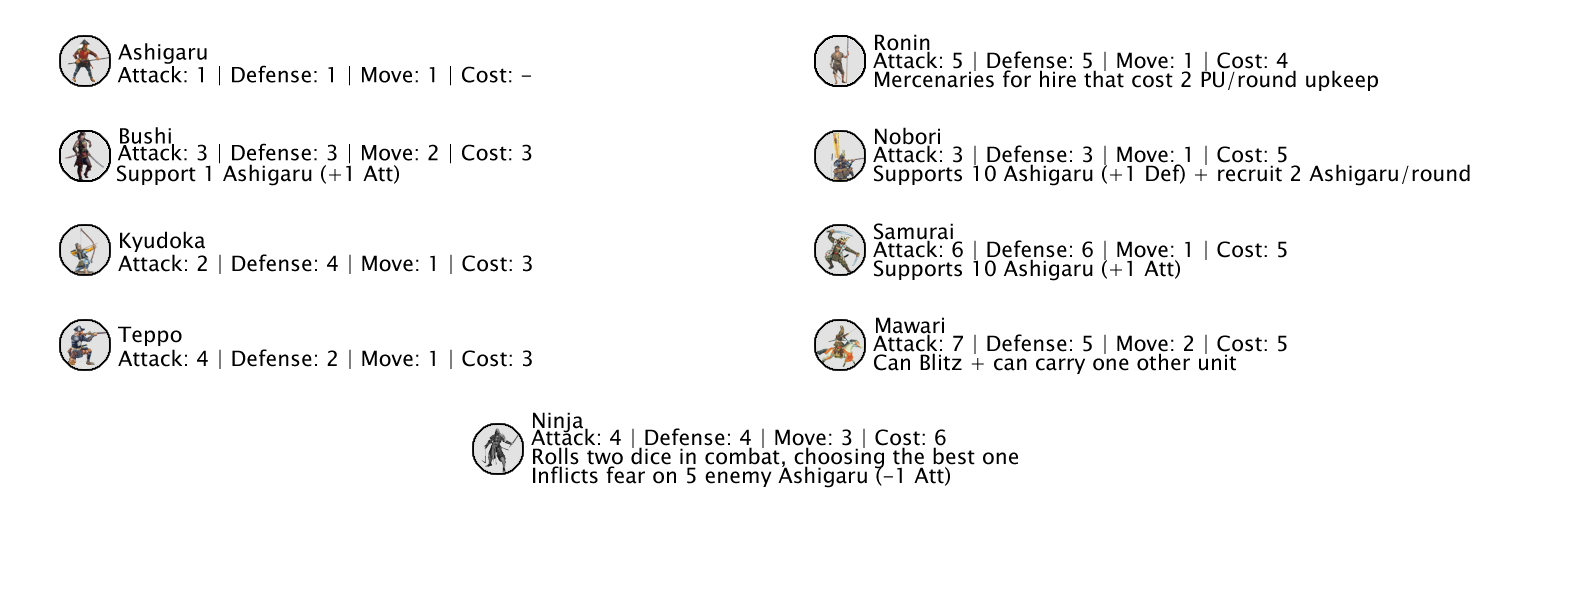 Ashigaru
Attack: 1 | Defense: 1 | Move: 1 | Cost: –
Bushi
Attack: 3 | Defense: 3 | Move: 2 | Cost: 3
Support 1 Ashigaru (+1 Att)
Kyudoka
Attack: 2 | Defense: 4 | Move: 1 | Cost: 3
Teppo
Attack: 4 | Defense: 2 | Move: 1 | Cost: 3
Ronin
Attack: 5 | Defense: 5 | Move: 1 | Cost: 4
Mercenaries for hire that cost 2 PU/round upkeep
Nobori
Attack: 3 | Defense: 3 | Move: 1 | Cost: 5
Supports 10 Ashigaru (+1 Def) + recruit 2 Ashigaru/round
Samurai
Attack: 6 | Defense: 6 | Move: 1 | Cost: 5
Supports 10 Ashigaru (+1 Att)
Mawari
Attack: 7 | Defense: 5 | Move: 2 | Cost: 5
Can Blitz + can carry one other unit
Ninja
Attack: 4 | Defense: 4 | Move: 3 | Cost: 6
Rolls two dice in combat, choosing the best one
Inflicts fear on 5 enemy Ashigaru (–1 Att)